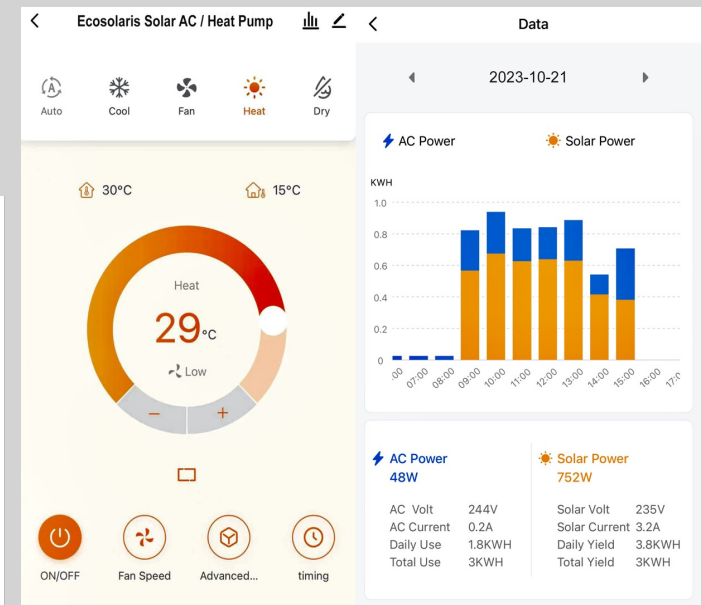 Ecosolaris Solar AC / Heat Pump
Auto
Cool
Fan
Heat
Dry
30°C
15°C
Heat
29°C
Low
−
+
ON/OFF
Fan Speed
Advanced...
timing
Data
2023-10-21
AC Power
Solar Power
KWH
1.0
0.8
0.6
0.4
0.2
0
:00
07:00
08:00
09:00
10:00
11:00
12:00
13:00
14:00
15:00
16:00
17:0
AC Power
48W
AC Volt 244V
AC Current 0.2A
Daily Use 1.8KWH
Total Use 3KWH
Solar Power
752W
Solar Volt 235V
Solar Current 3.2A
Daily Yield 3.8KWH
Total Yield 3KWH